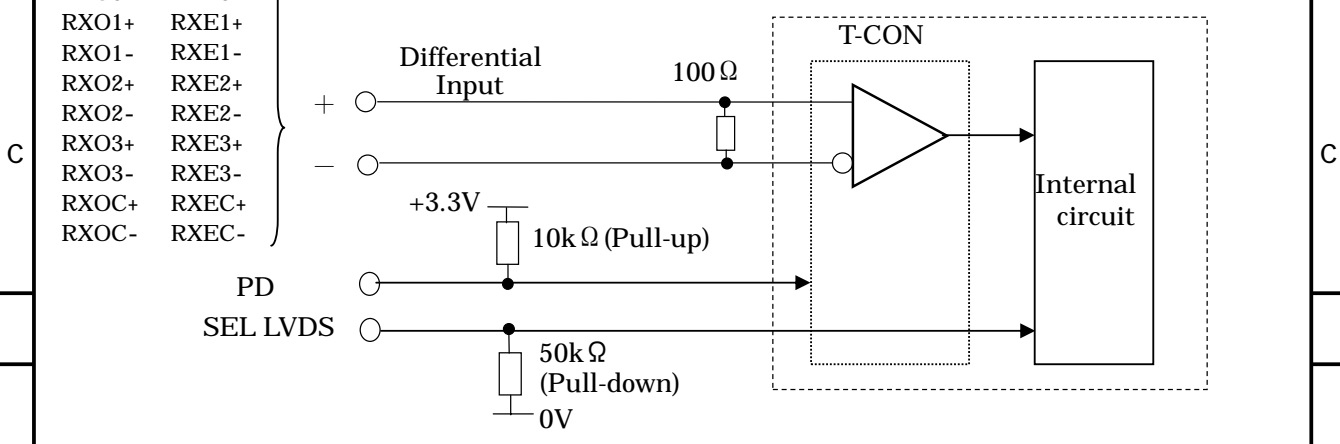 RXO1+ RXE1+
RXO1- RXE1-
RXO2+ RXE2+
RXO2- RXE2-
RXO3+ RXE3+
RXO3- RXE3-
RXOC+ RXEC+
RXOC- RXEC-
Differential
Input
+
−
100Ω
T-CON
Internal
circuit
+3.3V
10kΩ(Pull-up)
PD
SEL LVDS
50kΩ
(Pull-down)
0V
C
C